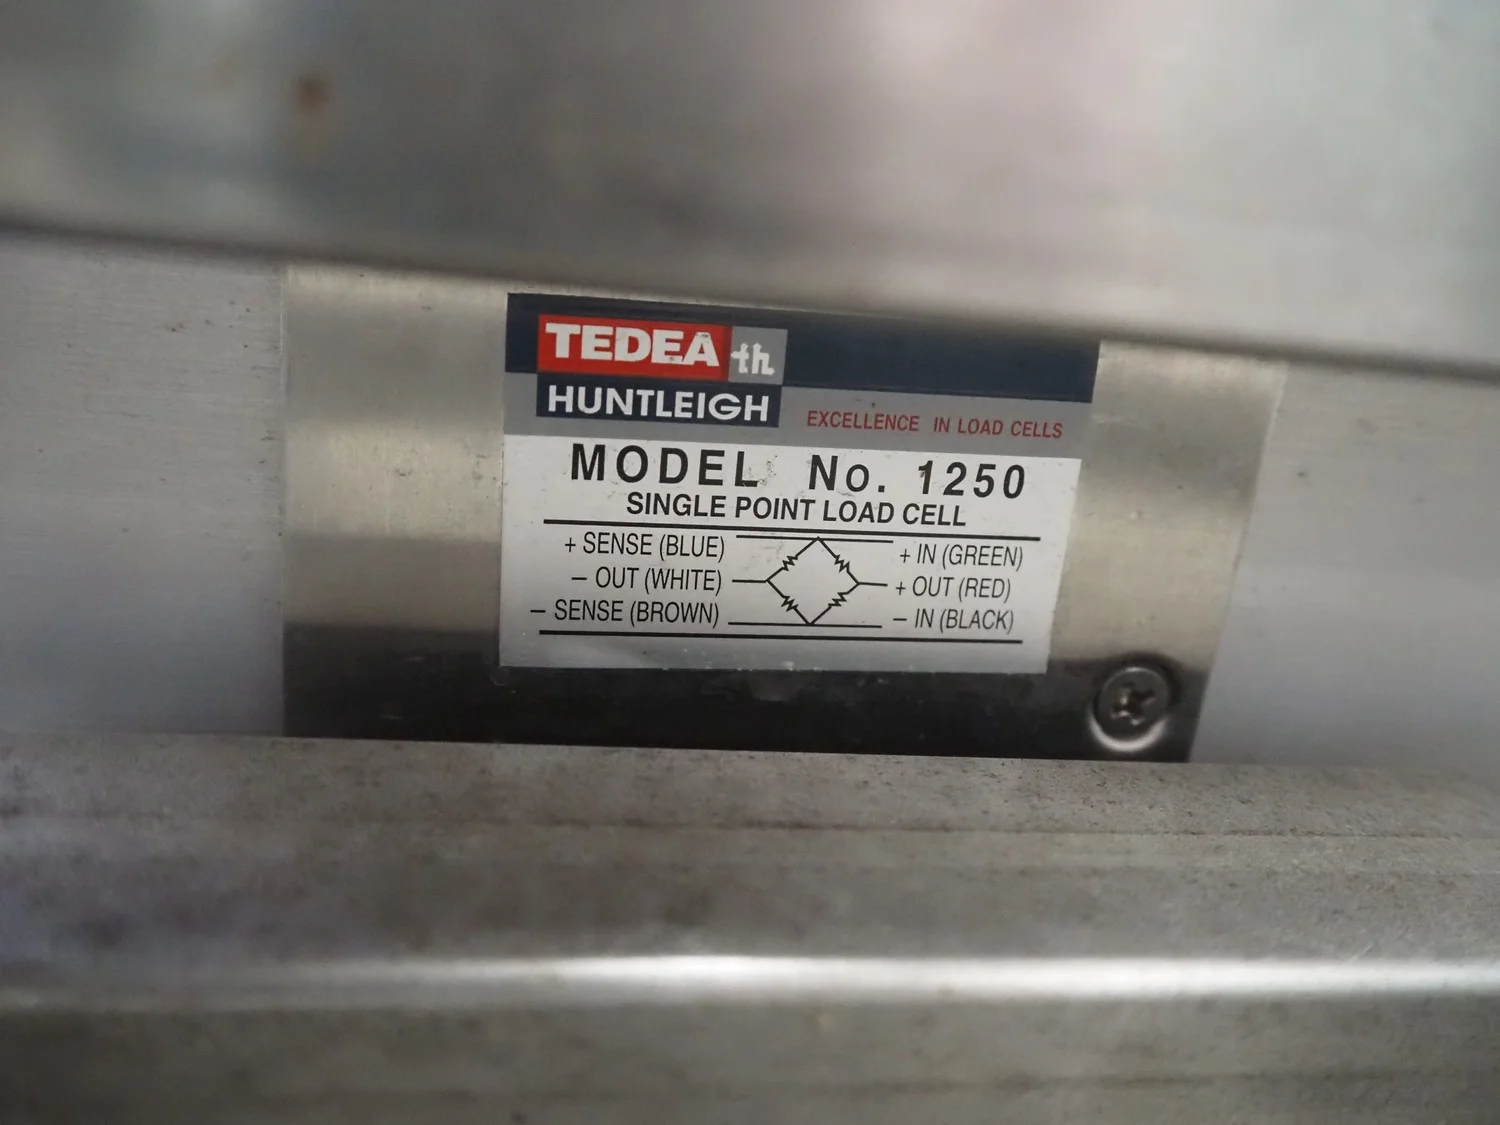 TEDEA th
HUNTLEIGH
EXCELLENCE IN LOAD CELLS
MODEL No. 1250
SINGLE POINT LOAD CELL
+ SENSE (BLUE) + IN (GREEN)
– OUT (WHITE) + OUT (RED)
– SENSE (BROWN) – IN (BLACK)